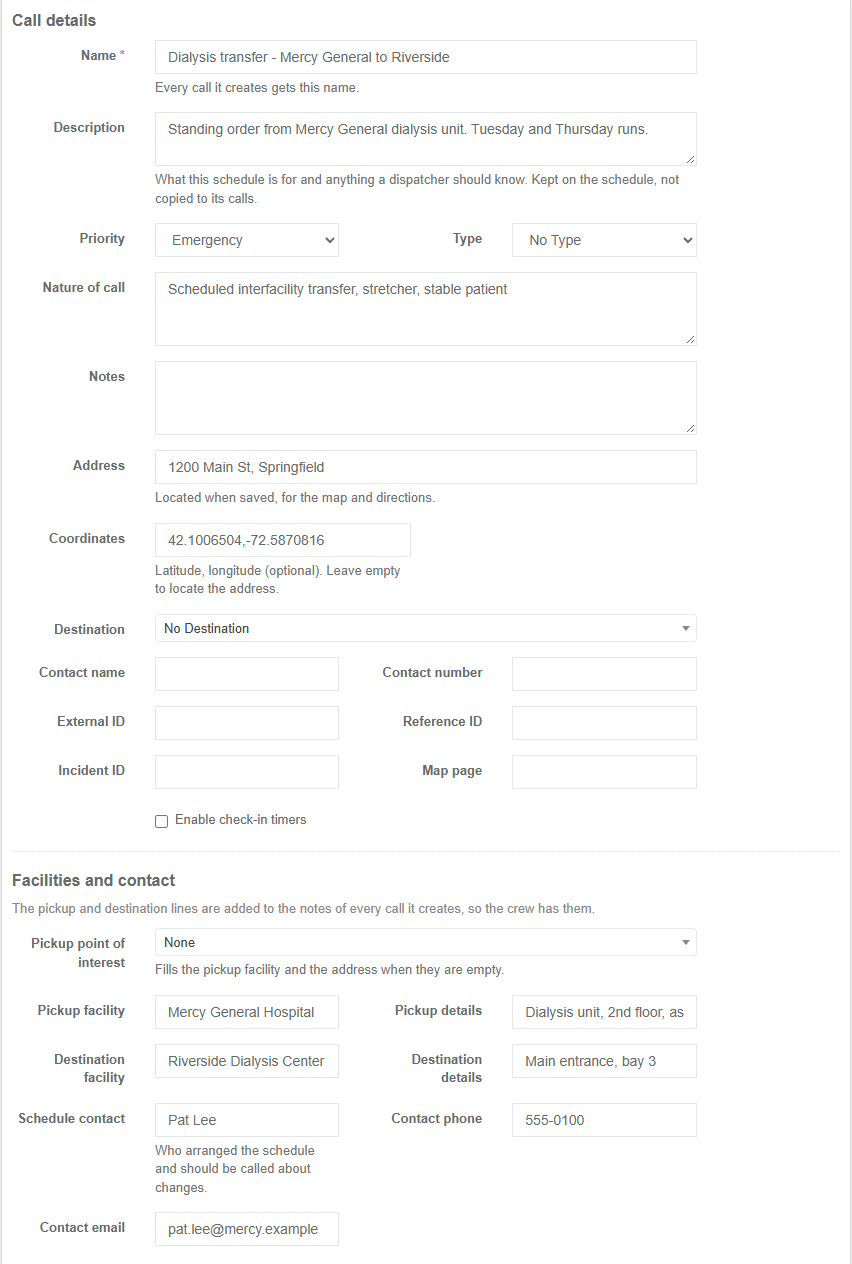 Call details
Name *
Dialysis transfer - Mercy General to Riverside
Every call it creates gets this name.
Description
Standing order from Mercy General dialysis unit. Tuesday and Thursday runs.
What this schedule is for and anything a dispatcher should know. Kept on the schedule, not
copied to its calls.
Priority
Emergency
Type
No Type
Nature of call
Scheduled interfacility transfer, stretcher, stable patient
Notes
Address
1200 Main St, Springfield
Located when saved, for the map and directions.
Coordinates
42.1006504,-72.5870816
Latitude, longitude (optional). Leave empty
to locate the address.
Destination
No Destination
Contact name
Contact number
External ID
Reference ID
Incident ID
Map page
Enable check-in timers
Facilities and contact
The pickup and destination lines are added to the notes of every call it creates, so the crew has them.
Pickup point of
interest
None
Fills the pickup facility and the address when they are empty.
Pickup facility
Mercy General Hospital
Pickup details
Dialysis unit, 2nd floor, as
Destination
facility
Riverside Dialysis Center
Destination
details
Main entrance, bay 3
Schedule contact
Pat Lee
Who arranged the schedule
and should be called about
changes.
Contact phone
555-0100
Contact email
pat.lee@mercy.example